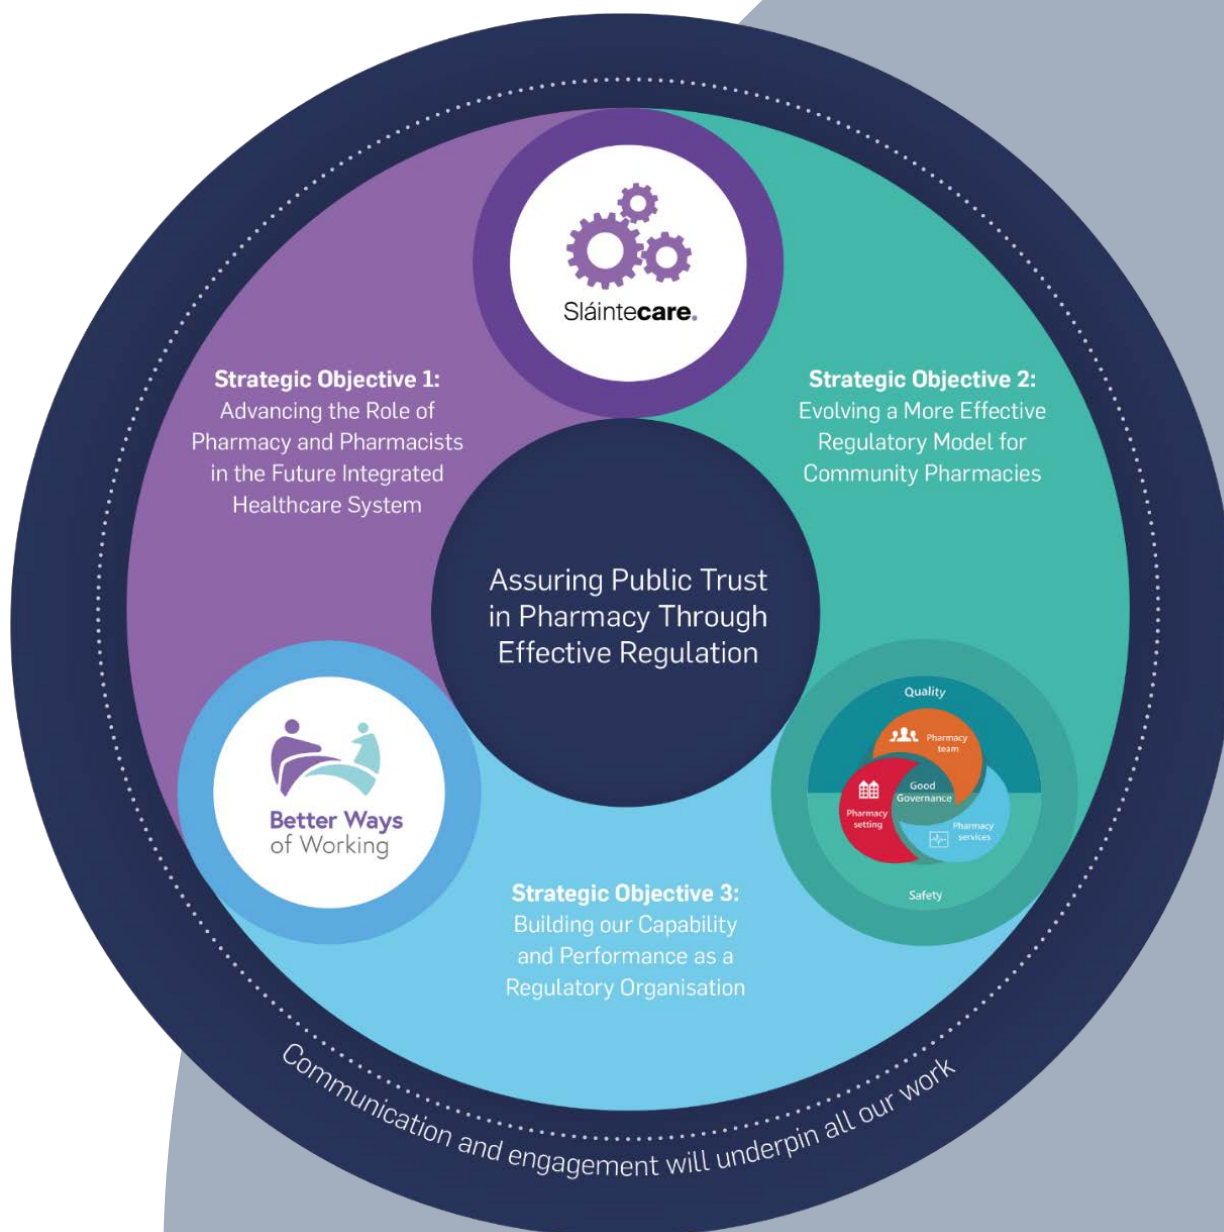 Sláintecare.
Strategic Objective 1:
Advancing the Role of
Pharmacy and Pharmacists
in the Future Integrated
Healthcare System
Strategic Objective 2:
Evolving a More Effective
Regulatory Model for
Community Pharmacies
Assuring Public Trust
in Pharmacy Through
Effective Regulation
Better Ways
of Working
Quality
Pharmacy
team
Good
Governance
Pharmacy
setting
Pharmacy
services
Safety
Strategic Objective 3:
Building our Capability
and Performance as a
Regulatory Organisation
Communication and engagement will underpin all our work